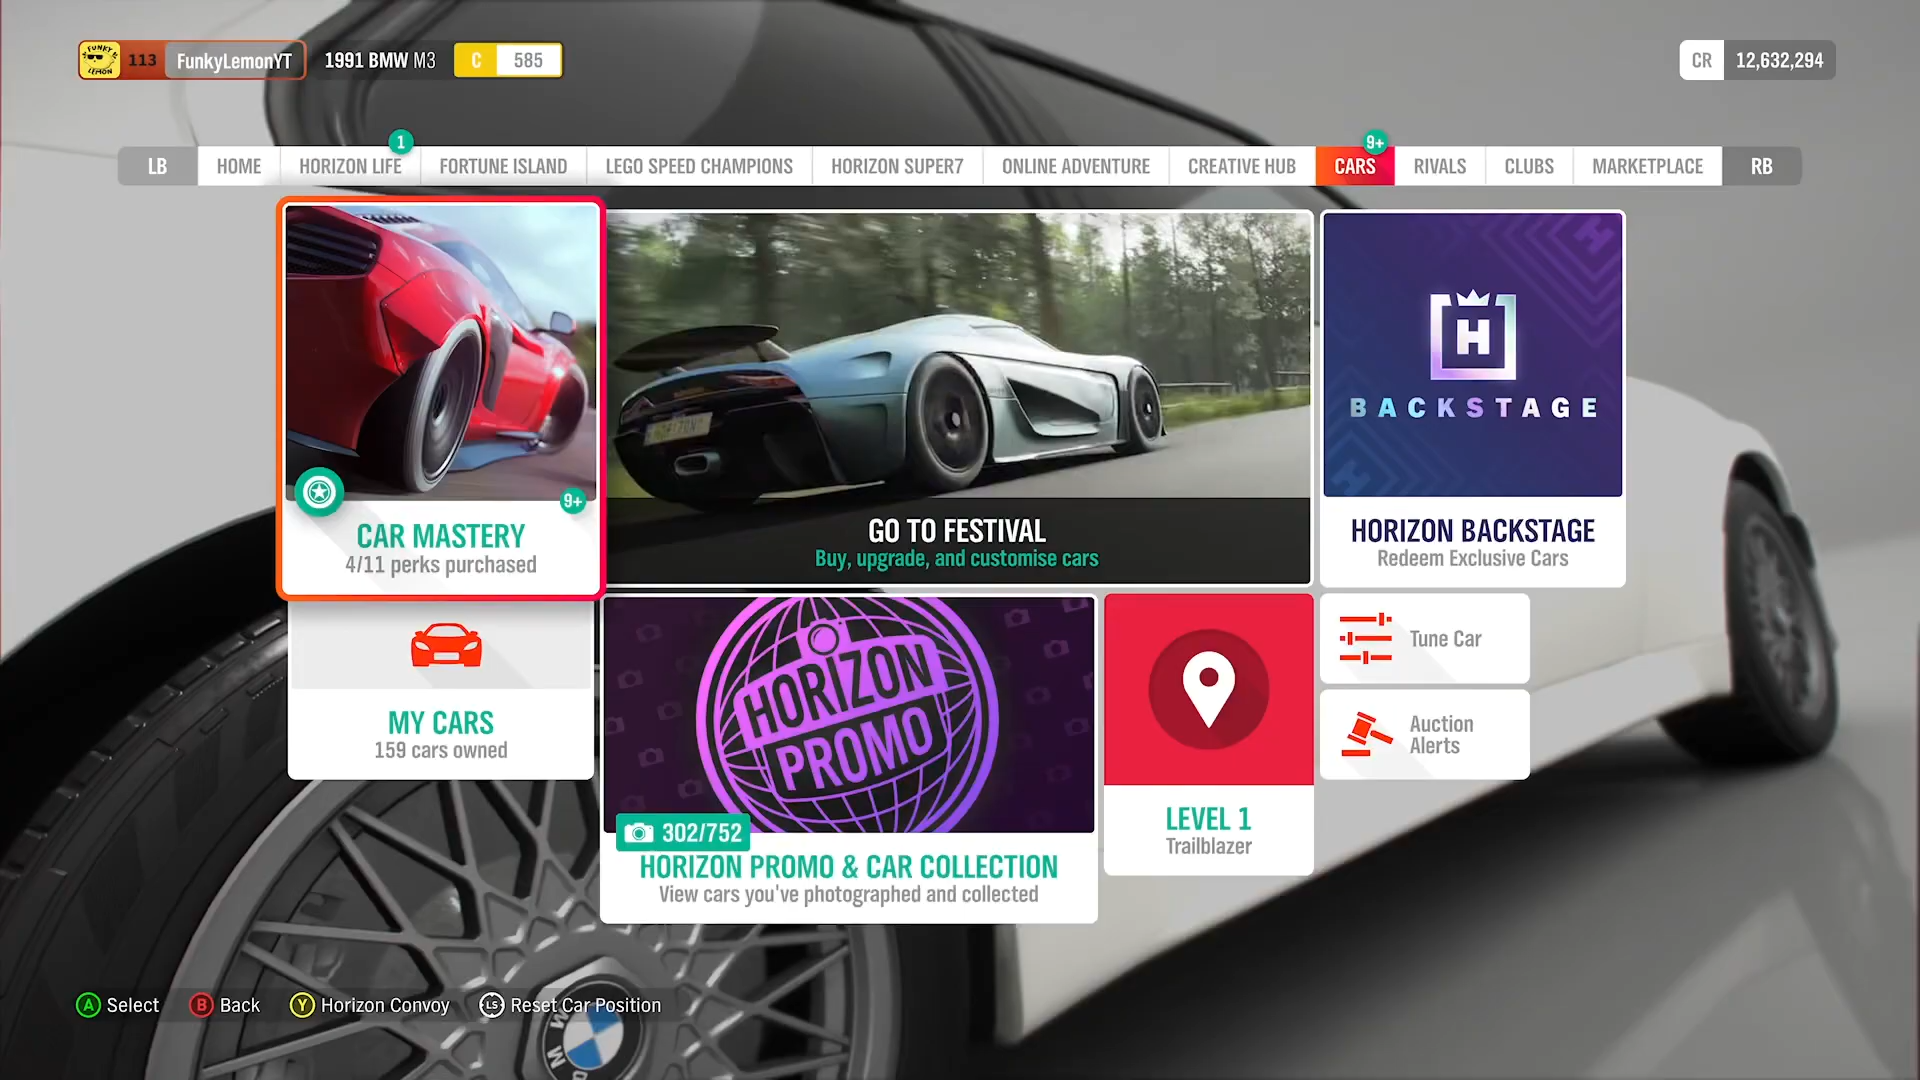 FUNKY
LEMON
113
FunkyLemonYT
1991 BMW M3
C 585
CR 12,632,294
1
9+
LB
HOME
HORIZON LIFE
FORTUNE ISLAND
LEGO SPEED CHAMPIONS
HORIZON SUPER7
ONLINE ADVENTURE
CREATIVE HUB
CARS
RIVALS
CLUBS
MARKETPLACE
RB
9+
CAR MASTERY
4/11 perks purchased
GO TO FESTIVAL
Buy, upgrade, and customise cars
H
BACKSTAGE
HORIZON BACKSTAGE
Redeem Exclusive Cars
MY CARS
159 cars owned
HORIZON
PROMO
302/752
HORIZON PROMO & CAR COLLECTION
View cars you've photographed and collected
LEVEL 1
Trailblazer
Tune Car
Auction
Alerts
A Select
B Back
Y Horizon Convoy
LS Reset Car Position